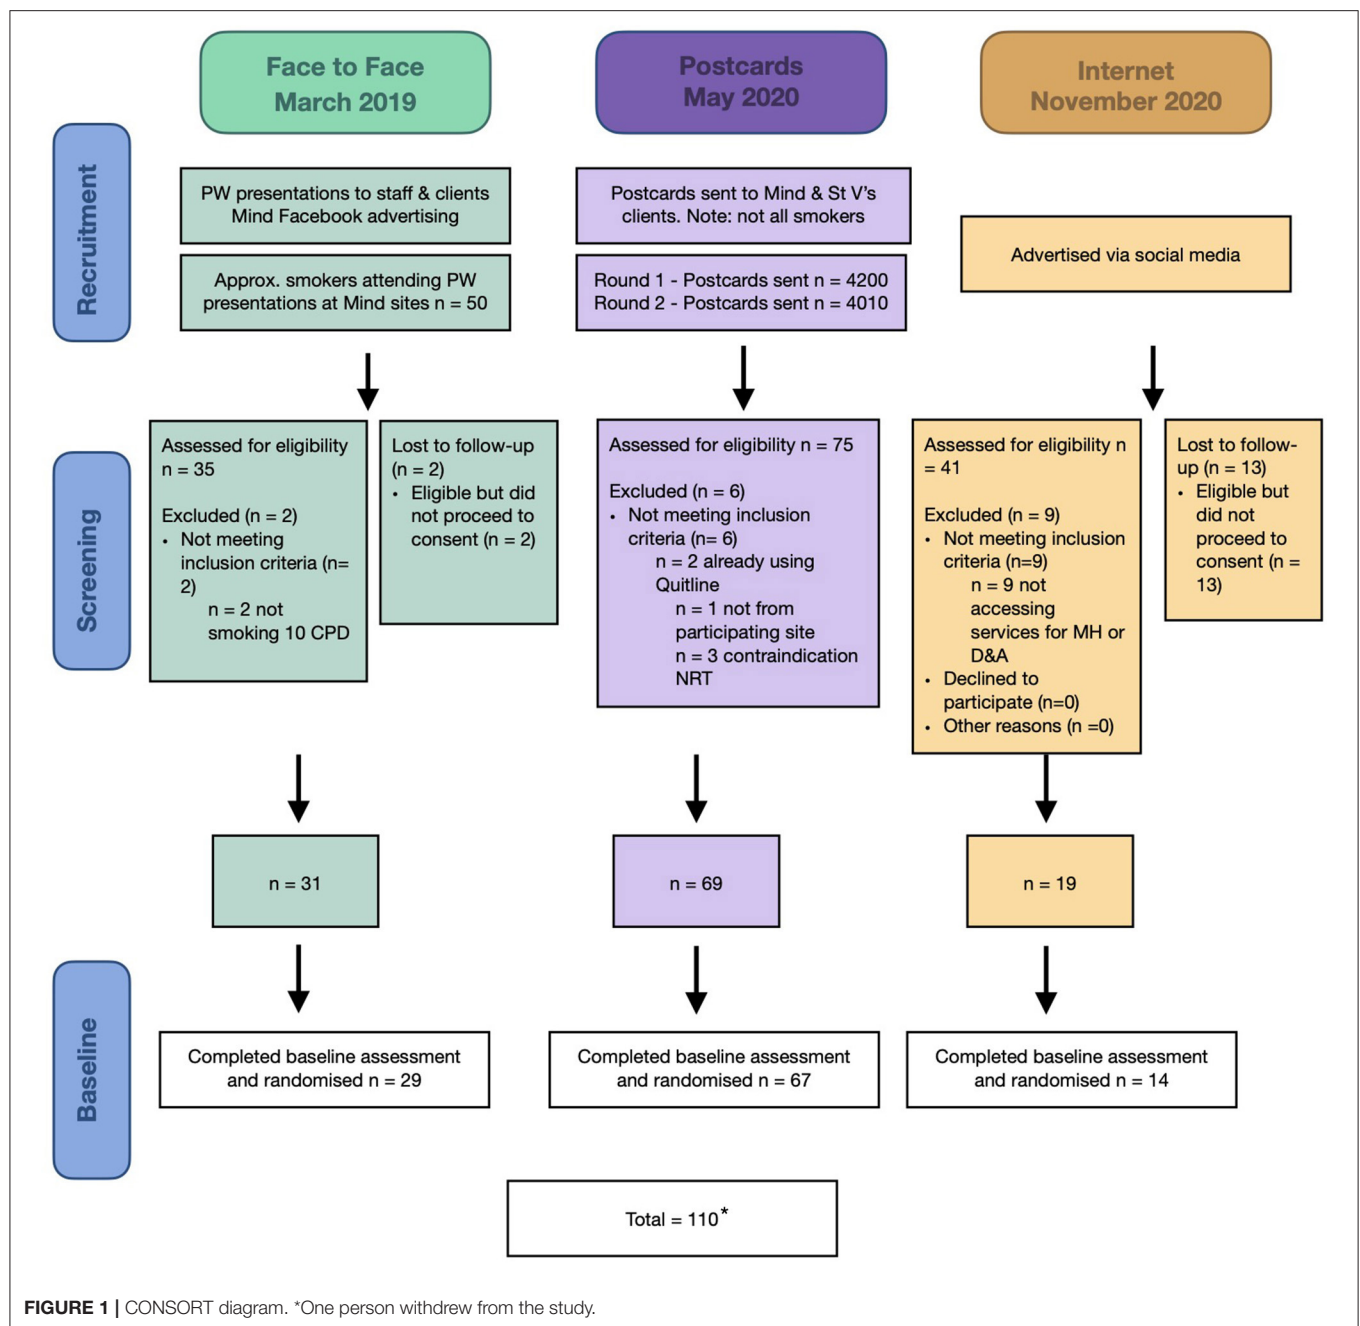 Face to Face
March 2019
Postcards
May 2020
Internet
November 2020
Recruitment
PW presentations to staff & clients
Mind Facebook advertising
Approx. smokers attending PW
presentations at Mind sites n = 50
Postcards sent to Mind & St V's
clients. Note: not all smokers
Round 1 - Postcards sent n = 4200
Round 2 - Postcards sent n = 4010
Advertised via social media
Screening
Assessed for eligibility
n = 35
Excluded (n = 2)
• Not meeting
inclusion criteria (n=
2)
n = 2 not
smoking 10 CPD
Lost to follow-up
(n = 2)
• Eligible but did
not proceed to
consent (n = 2)
Assessed for eligibility n = 75
Excluded (n = 6)
• Not meeting inclusion
criteria (n= 6)
n = 2 already using
Quitline
n = 1 not from
participating site
n = 3 contraindication
NRT
Assessed for eligibility n
= 41
Excluded (n = 9)
• Not meeting inclusion
criteria (n=9)
n = 9 not
accessing
services for MH or
D&A
• Declined to
participate (n=0)
• Other reasons (n =0)
Lost to follow-
up (n = 13)
• Eligible but
did not
proceed to
consent (n =
13)
n = 31
n = 69
n = 19
Baseline
Completed baseline assessment
and randomised n = 29
Completed baseline assessment
and randomised n = 67
Completed baseline assessment
and randomised n = 14
Total = 110*
FIGURE 1 | CONSORT diagram. *One person withdrew from the study.